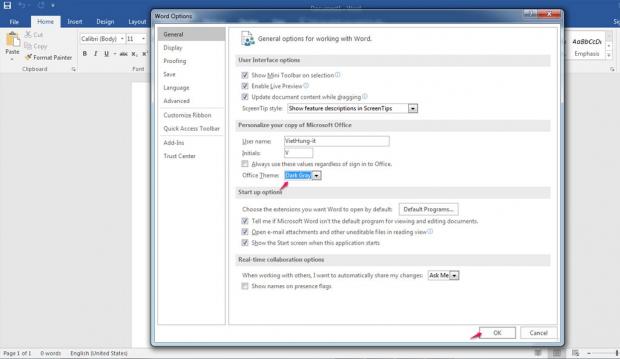 Document1 - Word
Word Options
File
Home
Cut
Copy
Format Painter
Paste
Clipboard
Calibri (Body)
11
AaBbCcDc
Emphasis
General
Display
Proofing
Save
Language
Advanced
Customize Ribbon
Quick Access Toolbar
Add-Ins
Trust Center
General options for working with Word.
User Interface options
Show Mini Toolbar on selection
Enable Live Preview
Update document content while dragging
ScreenTip style: Show feature descriptions in ScreenTips
Personalize your copy of Microsoft Office
User name: VietHung-it
Initials: V
Always use these values regardless of sign in to Office.
Office Theme: Dark Gray
Start up options
Choose the extensions you want Word to open by default: Default Programs...
Tell me if Microsoft Word isn't the default program for viewing and editing documents.
Open e-mail attachments and other uneditable files in reading view
Show the Start screen when this application starts
Real-time collaboration options
When working with others, I want to automatically share my changes: Ask Me
Show names on presence flags
OK Cancel
Page 1 of 1 0 words English (United States)